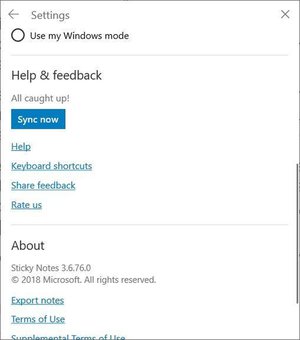 Settings
Use my Windows mode
Help & feedback
All caught up!
Sync now
Help
Keyboard shortcuts
Share feedback
Rate us
About
Sticky Notes 3.6.76.0
© 2018 Microsoft. All rights reserved.
Export notes
Terms of Use
Supplemental Terms of Use